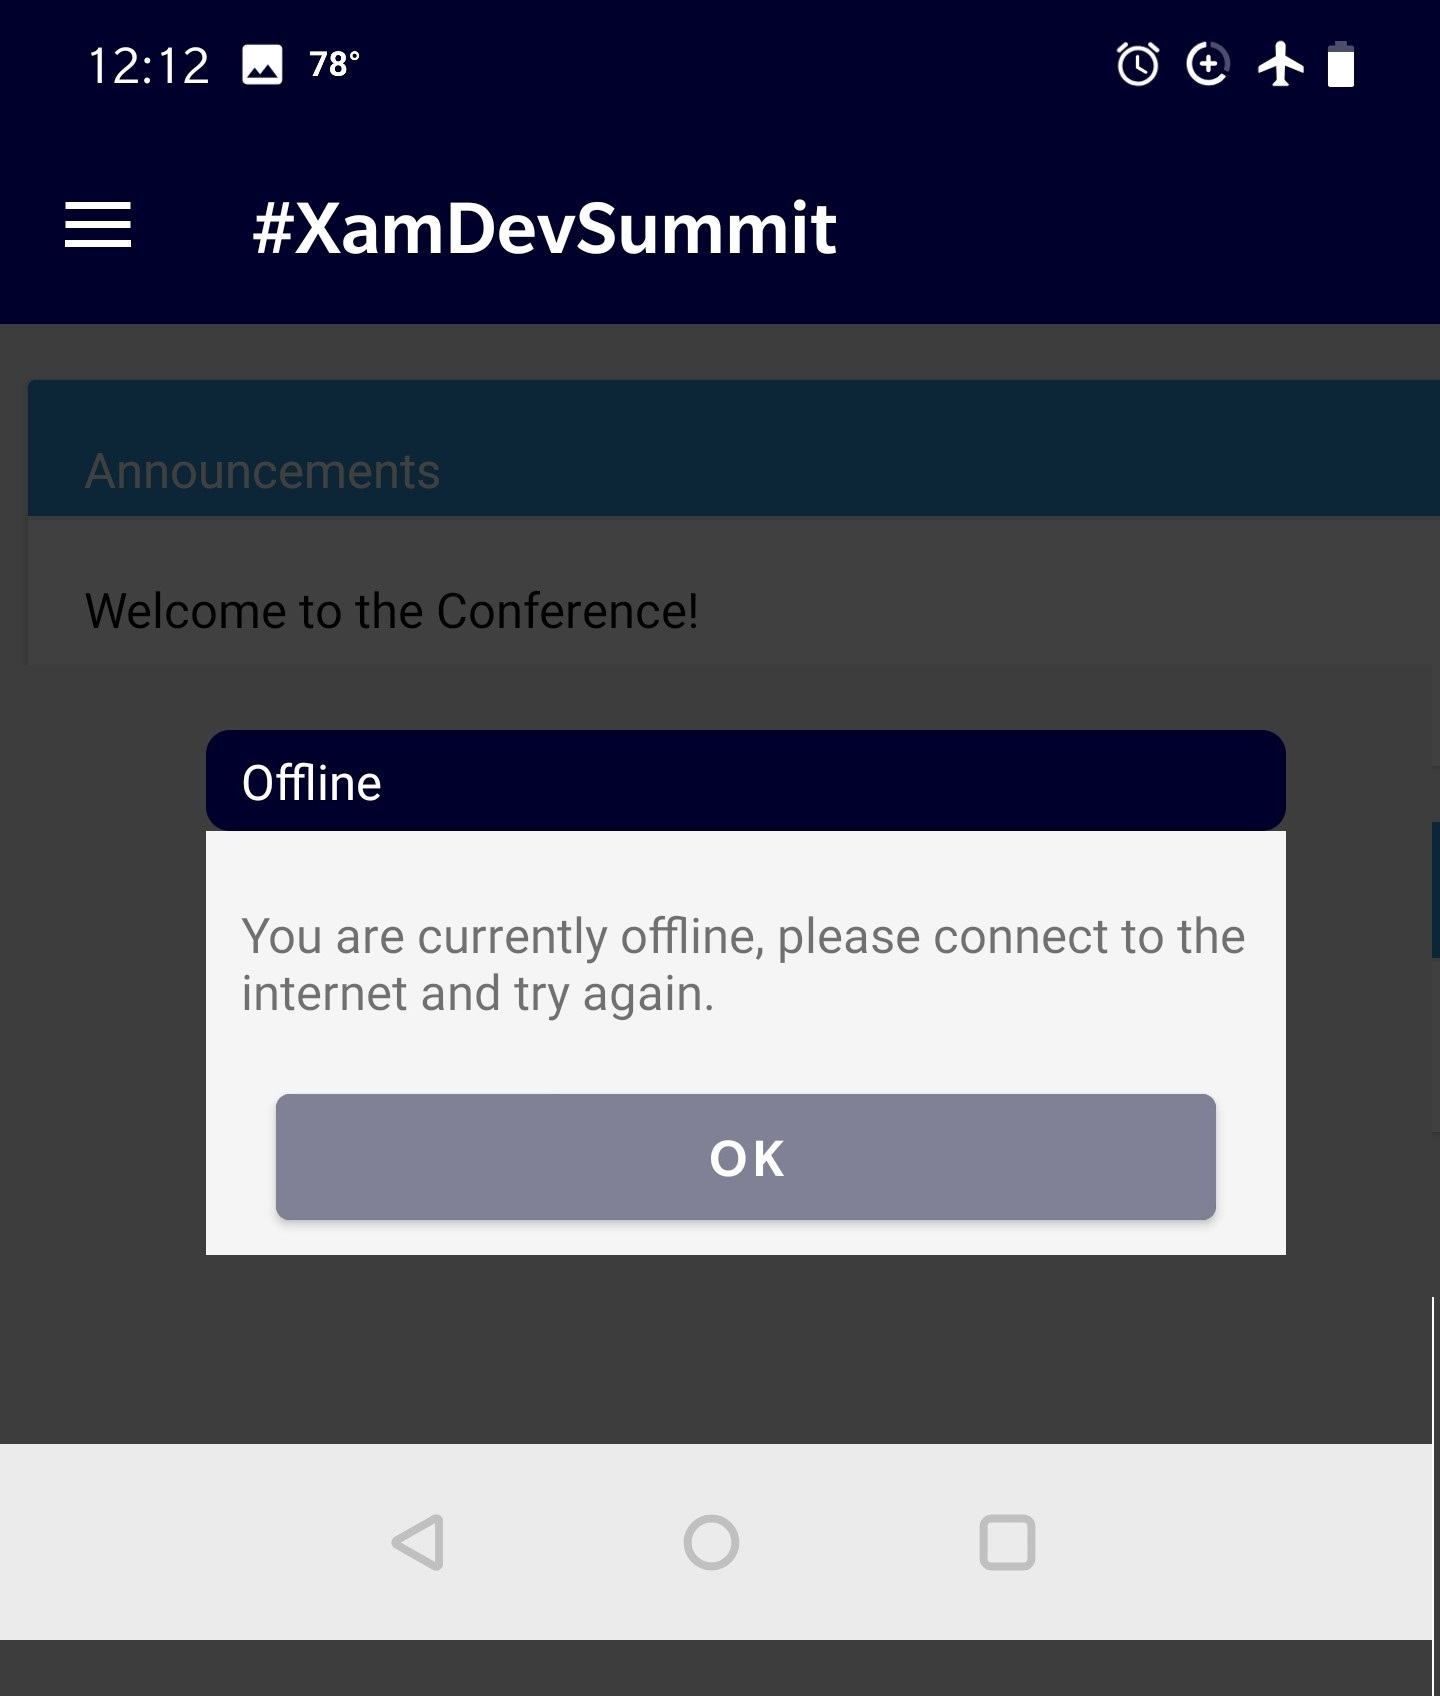 12:12 78°
#XamDevSummit
Announcements
Welcome to the Conference!
Offline
You are currently offline, please connect to the
internet and try again.
OK